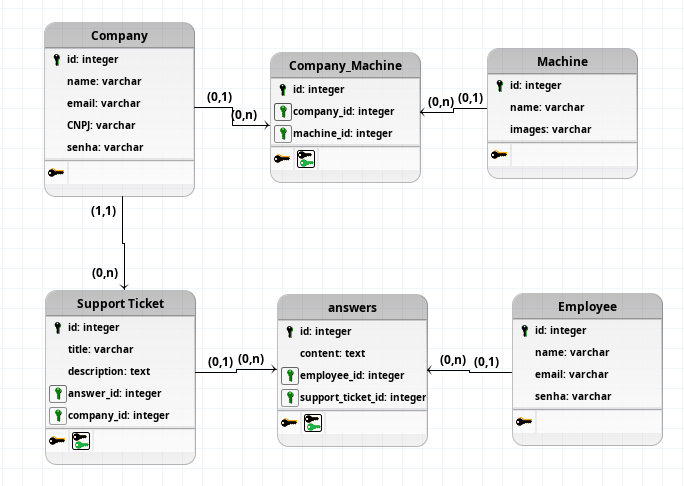 Company
id: integer
name: varchar
email: varchar
CNPJ: varchar
senha: varchar
(0,1)
(0,n)
Company_Machine
id: integer
company_id: integer
machine_id: integer
(0,n)
(0,1)
Machine
id: integer
name: varchar
images: varchar
(1,1)
(0,n)
Support Ticket
id: integer
title: varchar
description: text
answer_id: integer
company_id: integer
(0,1)
(0,n)
answers
id: integer
content: text
employee_id: integer
support_ticket_id: integer
(0,n)
(0,1)
Employee
id: integer
name: varchar
email: varchar
senha: varchar